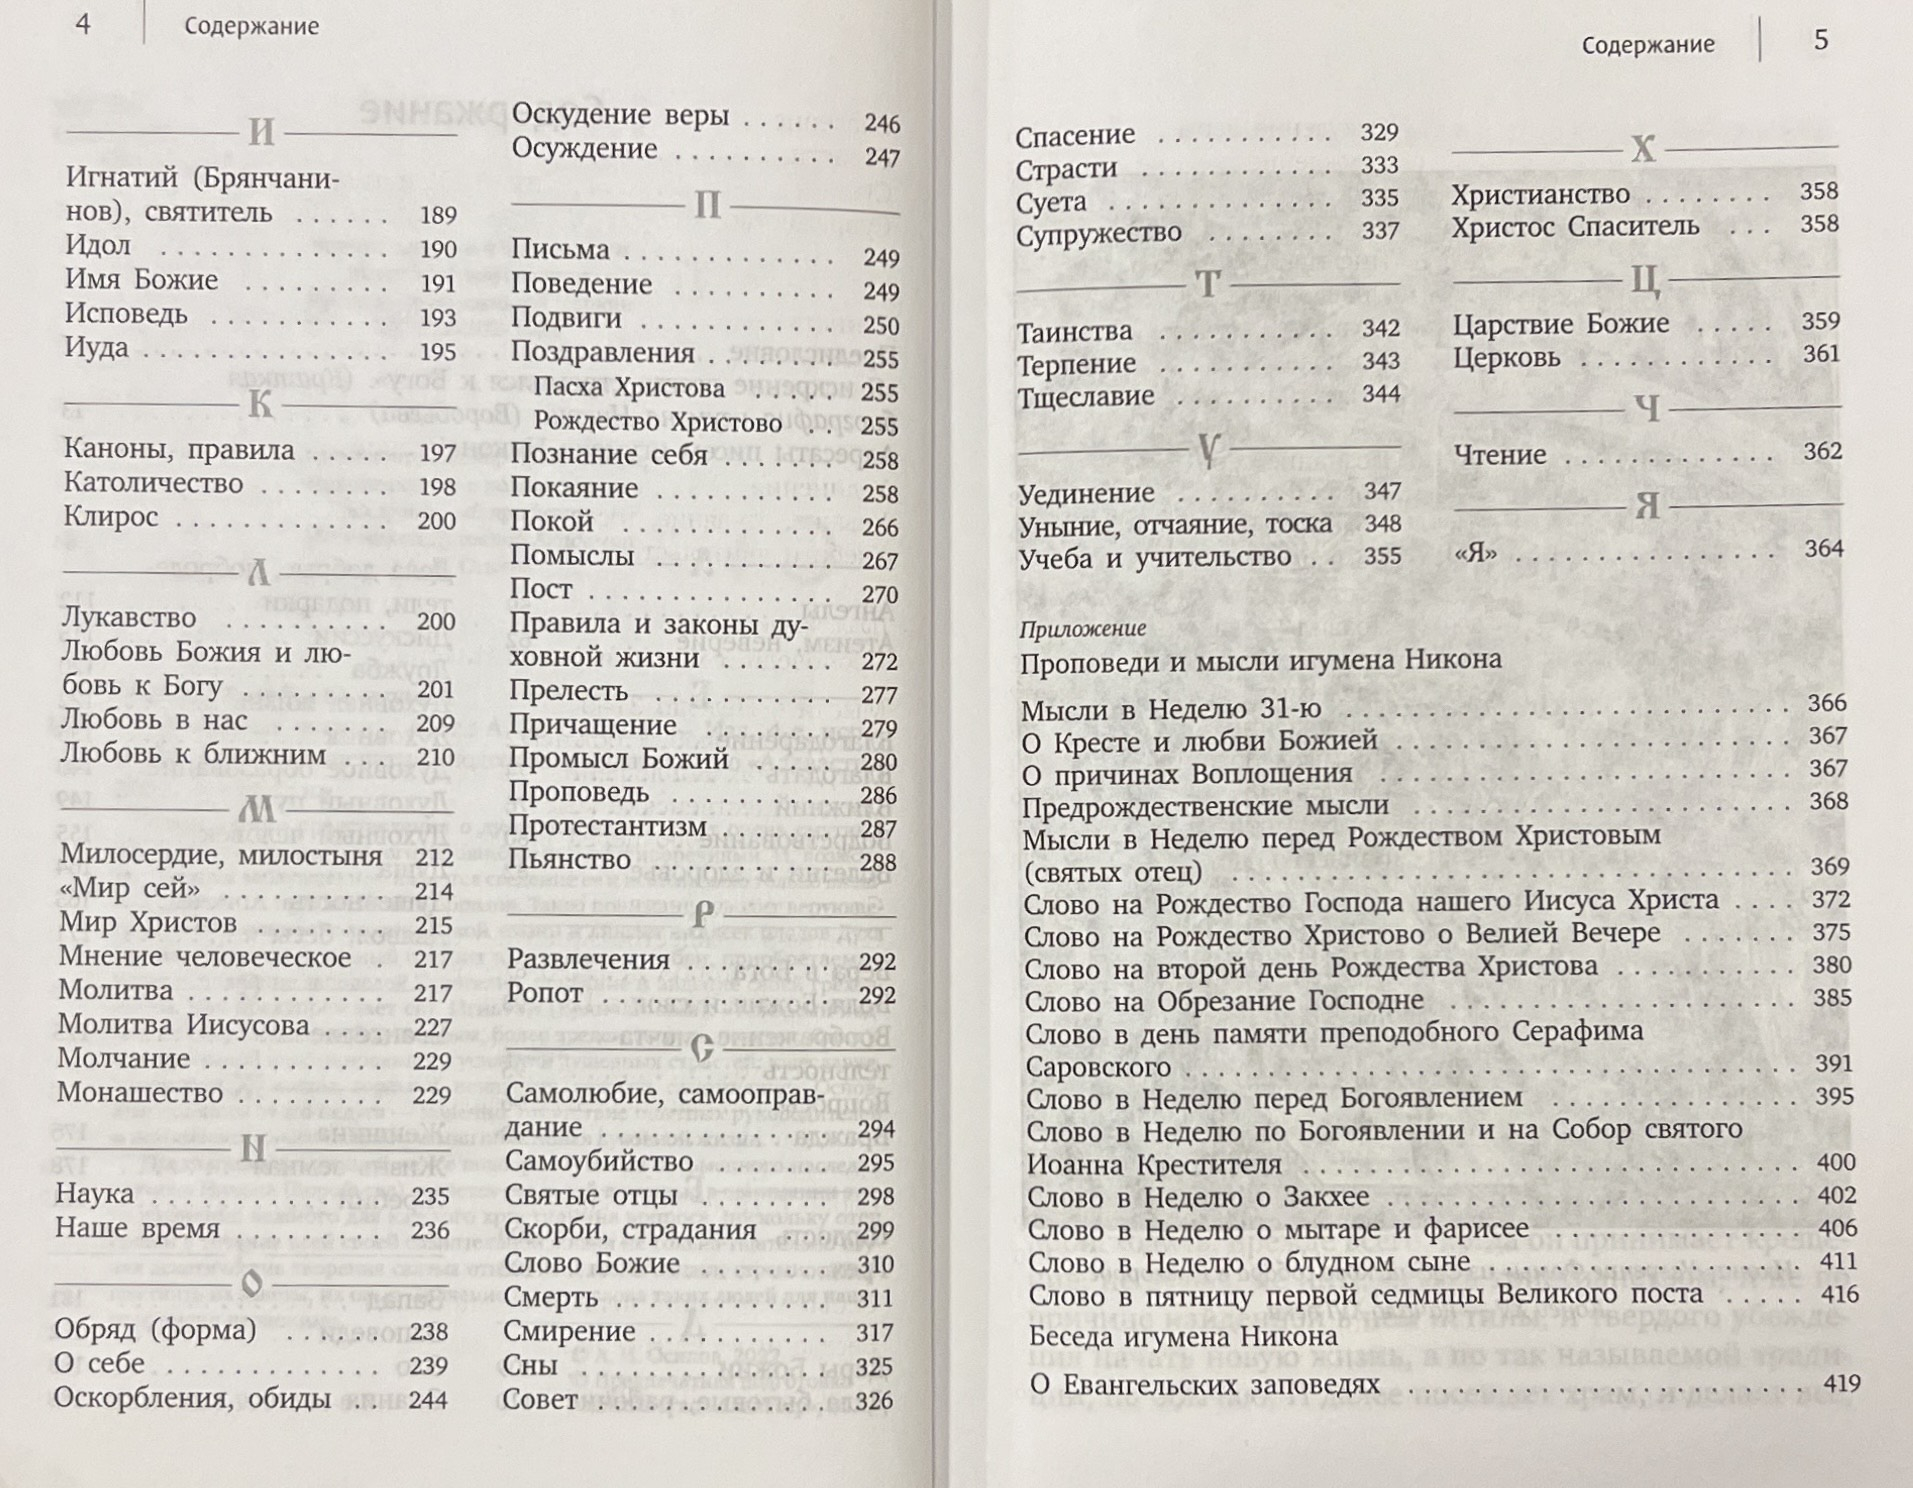 4 Содержание
И
Игнатий (Брянчани-
нов), святитель ...... 189
Идол .............. 190
Имя Божие ......... 191
Исповедь ........... 193
Иуда ............... 195
К
Каноны, правила ..... 197
Католичество ........ 198
Клирос ............. 200
Л
Лукавство .......... 200
Любовь Божия и лю-
бовь к Богу ......... 201
Любовь в нас ....... 209
Любовь к ближним ... 210
М
Милосердие, милостыня 212
«Мир сей» .......... 214
Мир Христов ........ 215
Мнение человеческое . 217
Молитва ............ 217
Молитва Иисусова .... 227
Молчание ........... 229
Монашество ......... 229
Н
Наука .............. 235
Наше время ......... 236
О
Обряд (форма) ...... 238
О себе ............. 239
Оскорбления, обиды .. 244
Оскудение веры ...... 246
Осуждение .......... 247
П
Письма ............. 249
Поведение .......... 249
Подвиги ............ 250
Поздравления ........ 255
Пасха Христова ..... 255
Рождество Христово .. 255
Познание себя ....... 258
Покаяние ........... 258
Покой ............. 266
Помыслы ........... 267
Пост ............... 270
Правила и законы ду-
ховной жизни ....... 272
Прелесть ........... 277
Причащение ........ 279
Промысл Божий ..... 280
Проповедь .......... 286
Протестантизм ....... 287
Пьянство ........... 288
Р
Развлечения ......... 292
Ропот .............. 292
С
Самолюбие, самооправ-
дание .............. 294
Самоубийство ....... 295
Святые отцы ........ 298
Скорби, страдания ... 299
Слово Божие ........ 310
Смерть ............. 311
Смирение ........... 317
Сны ............... 325
Совет .............. 326
Содержание 5
Спасение ........... 329
Страсти ............ 333
Суета .............. 335
Супружество ........ 337
Т
Таинства ........... 342
Терпение ........... 343
Тщеславие .......... 344
У
Уединение .......... 347
Уныние, отчаяние, тоска 348
Учеба и учительство .. 355
Х
Христианство ........ 358
Христос Спаситель ... 358
Ц
Царствие Божие ..... 359
Церковь ............ 361
Ч
Чтение ............. 362
Я
«Я» ................ 364
Приложение
Проповеди и мысли игумена Никона
Мысли в Неделю 31-ю ........................... 366
О Кресте и любви Божией ........................ 367
О причинах Воплощения ......................... 367
Предрождественские мысли ....................... 368
Мысли в Неделю перед Рождеством Христовым
(святых отец) .................................. 369
Слово на Рождество Господа нашего Иисуса Христа .... 372
Слово на Рождество Христово о Велией Вечере ....... 375
Слово на второй день Рождества Христова ........... 380
Слово на Обрезание Господне ..................... 385
Слово в день памяти преподобного Серафима
Саровского ..................................... 391
Слово в Неделю перед Богоявлением ............... 395
Слово в Неделю по Богоявлении и на Собор святого
Иоанна Крестителя .............................. 400
Слово в Неделю о Закхее ......................... 402
Слово в Неделю о мытаре и фарисее ............... 406
Слово в Неделю о блудном сыне ................... 411
Слово в пятницу первой седмицы Великого поста ..... 416
Беседа игумена Никона
О Евангельских заповедях ........................ 419